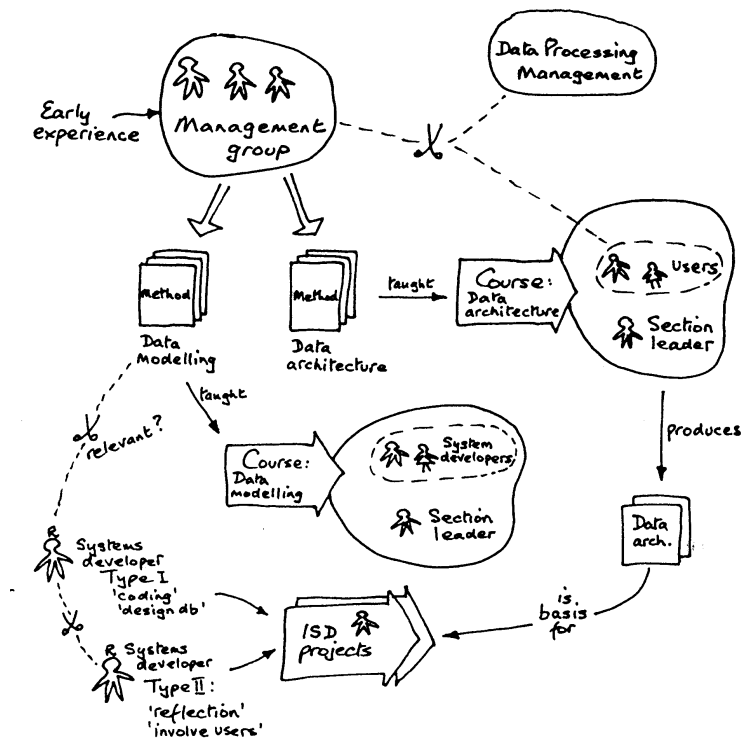 Data Processing
Management
Early
experience
Management
group
Method
Data
modelling
Method
Data
architecture
taught
Course:
Data
architecture
users
Section
leader
taught
relevant?
Course:
Data
modelling
System
developers
Section
leader
produces
Data
arch.
is
basis
for
R
Systems
developer
Type I
'coding'
'design db'
ISD
projects
R
Systems
developer
Type II:
'reflection'
'involve users'